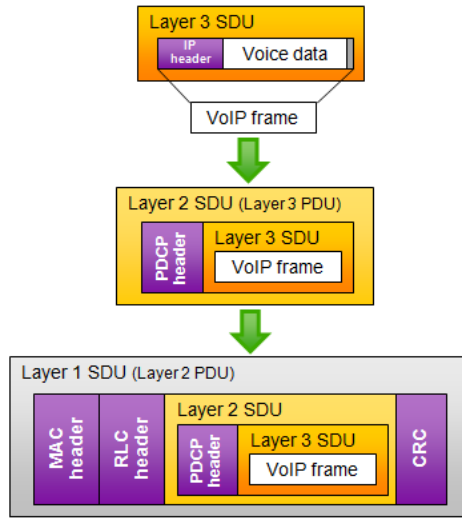 Layer 3 SDU
IP
header
Voice data
VoIP frame
Layer 2 SDU (Layer 3 PDU)
PDCP
header
Layer 3 SDU
VoIP frame
Layer 1 SDU (Layer 2 PDU)
MAC
header
RLC
header
Layer 2 SDU
PDCP
header
Layer 3 SDU
VoIP frame
CRC